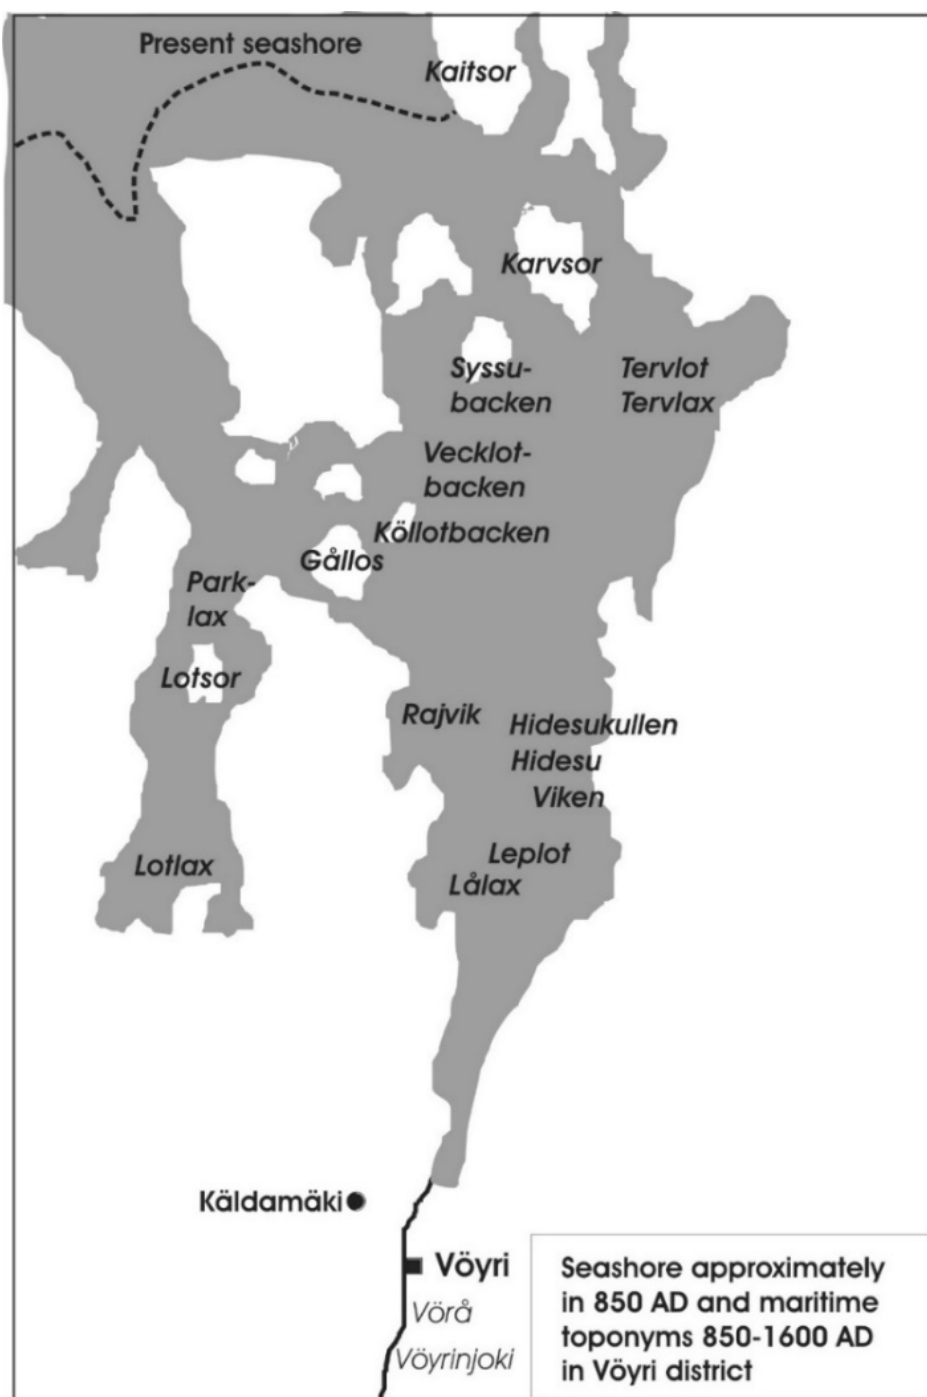 Present seashore
Kaitsor
Karvsor
Syssu-
backen
Tervlot
Tervlax
Vecklot-
backen
Köllotbacken
Gållos
Park-
lax
Lotsor
Rajvik
Hidesukullen
Hidesu
Viken
Leplot
Lålax
Lotlax
Käldamäki
Vöyri
Vörå
Vöyrinjoki
Seashore approximately
in 850 AD and maritime
toponyms 850-1600 AD
in Vöyri district